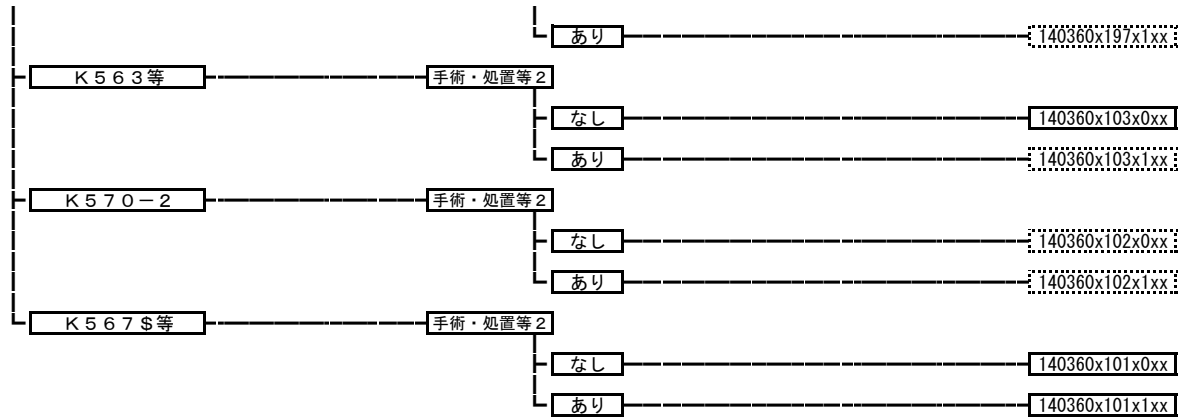 あり 140360x197x1xx
K563等 手術・処置等2
なし 140360x103x0xx
あり 140360x103x1xx
K570-2 手術・処置等2
なし 140360x102x0xx
あり 140360x102x1xx
K567$等 手術・処置等2
なし 140360x101x0xx
あり 140360x101x1xx